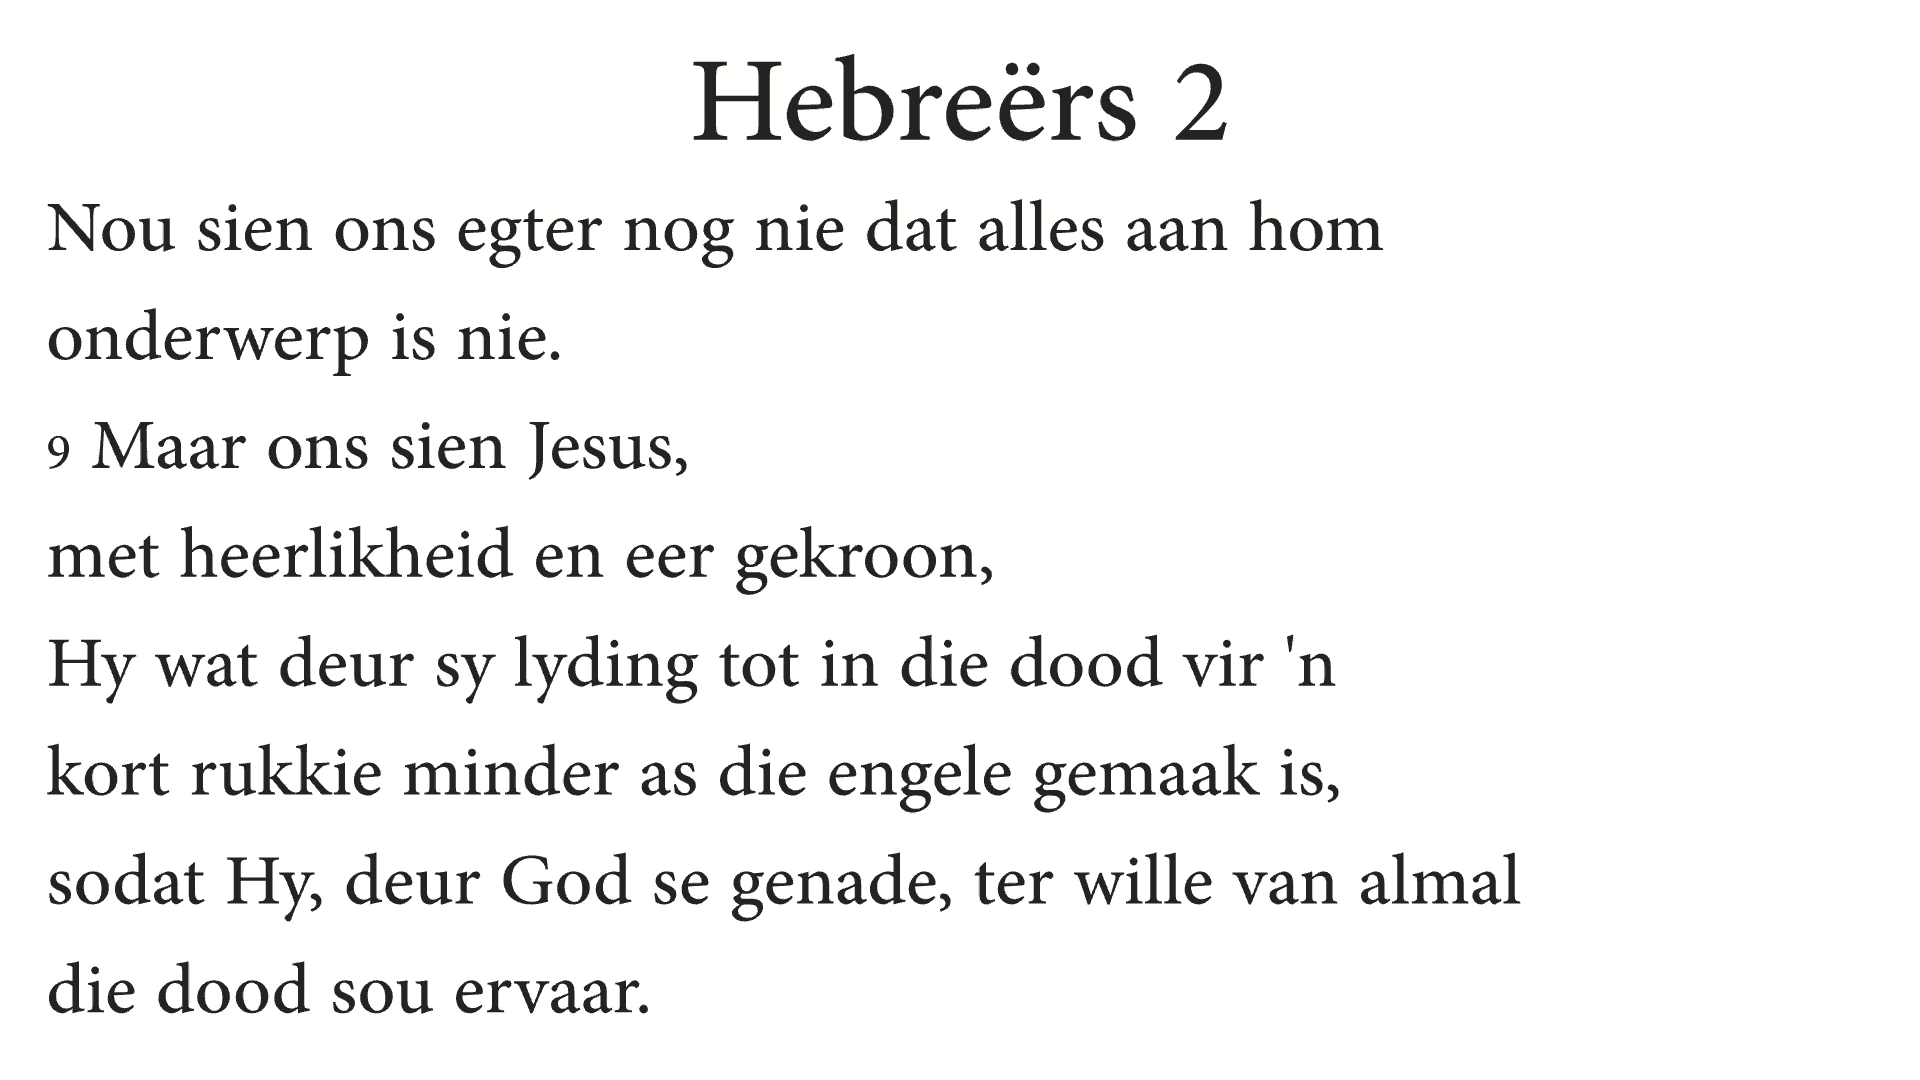 Hebreërs 2
Nou sien ons egter nog nie dat alles aan hom
onderwerp is nie.
9 Maar ons sien Jesus,
met heerlikheid en eer gekroon,
Hy wat deur sy lyding tot in die dood vir 'n
kort rukkie minder as die engele gemaak is,
sodat Hy, deur God se genade, ter wille van almal
die dood sou ervaar.